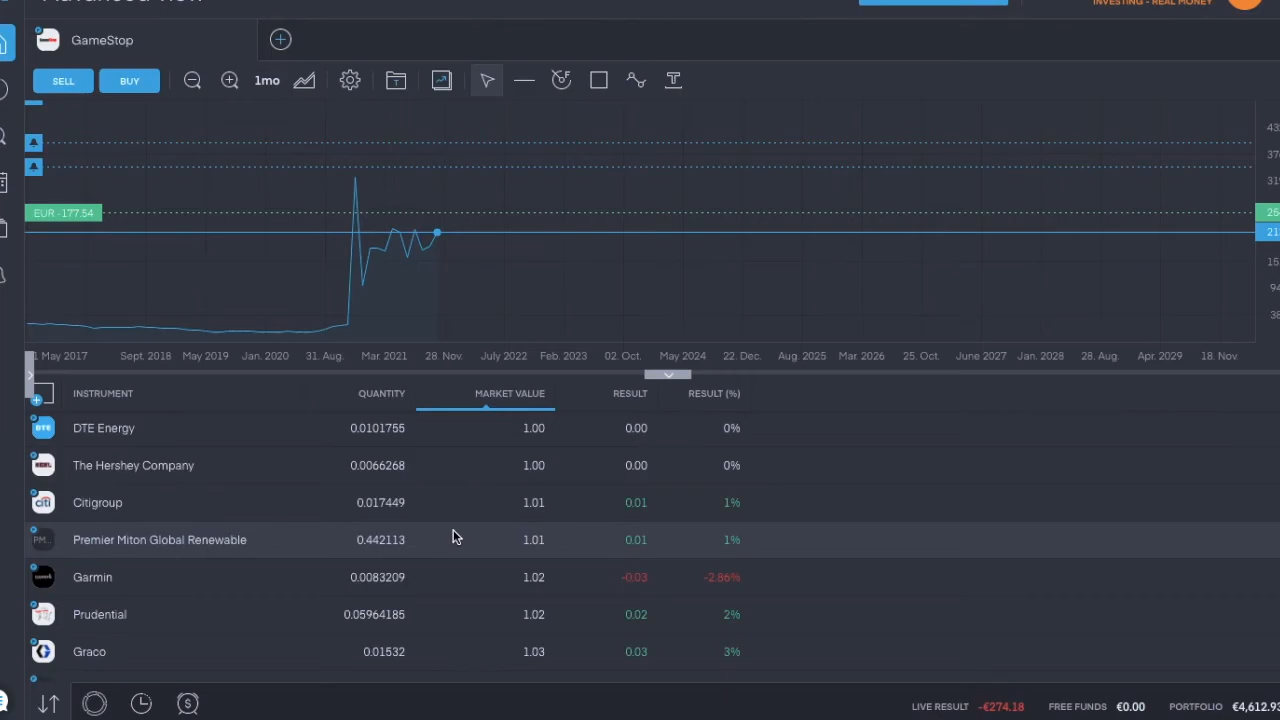 Advanced View
INVESTING - REAL MONEY
GameStop
SELL BUY 1mo
EUR -177.54
1 May 2017 Sept. 2018 May 2019 Jan. 2020 31. Aug. Mar. 2021 28. Nov. July 2022 Feb. 2023 02. Oct. May 2024 22. Dec. Aug. 2025 Mar. 2026 25. Oct. June 2027 Jan. 2028 28. Aug. Apr. 2029 18. Nov.
INSTRUMENT QUANTITY MARKET VALUE RESULT RESULT (%)
DTE Energy 0.0101755 1.00 0.00 0%
The Hershey Company 0.0066268 1.00 0.00 0%
Citigroup 0.017449 1.01 0.01 1%
Premier Miton Global Renewable 0.442113 1.01 0.01 1%
Garmin 0.0083209 1.02 -0.03 -2.86%
Prudential 0.05964185 1.02 0.02 2%
Graco 0.01532 1.03 0.03 3%
LIVE RESULT -€274.18 FREE FUNDS €0.00 PORTFOLIO €4,612.93